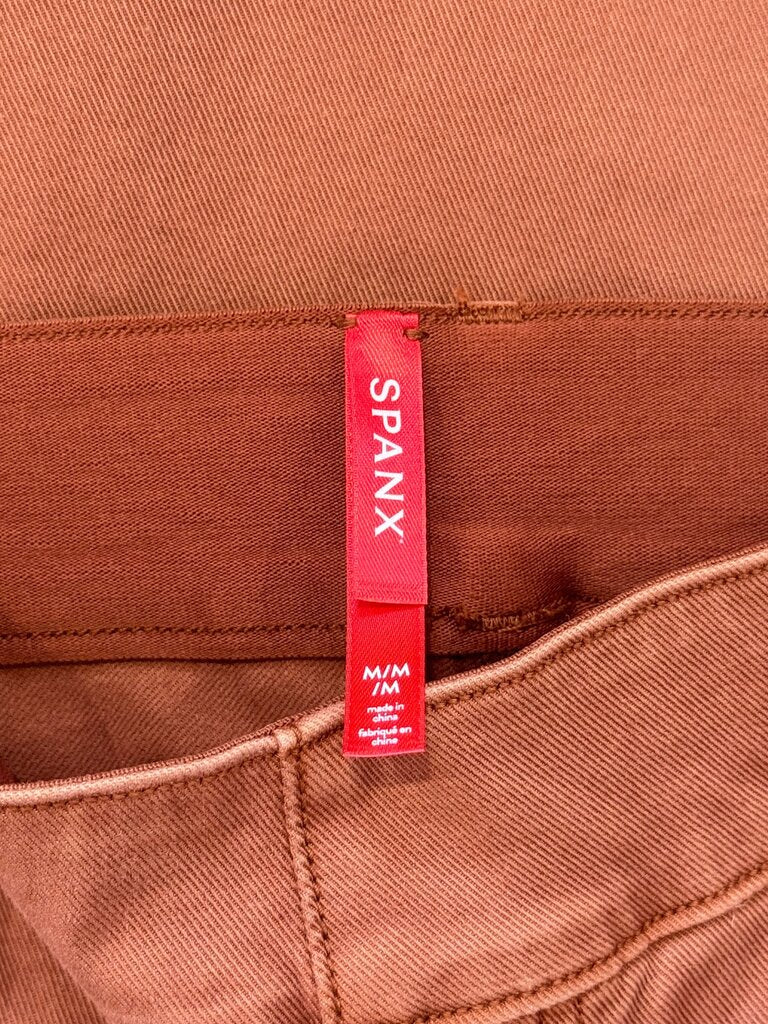 SPANX
M/M
/M
made in
china
fabriqué en
chine